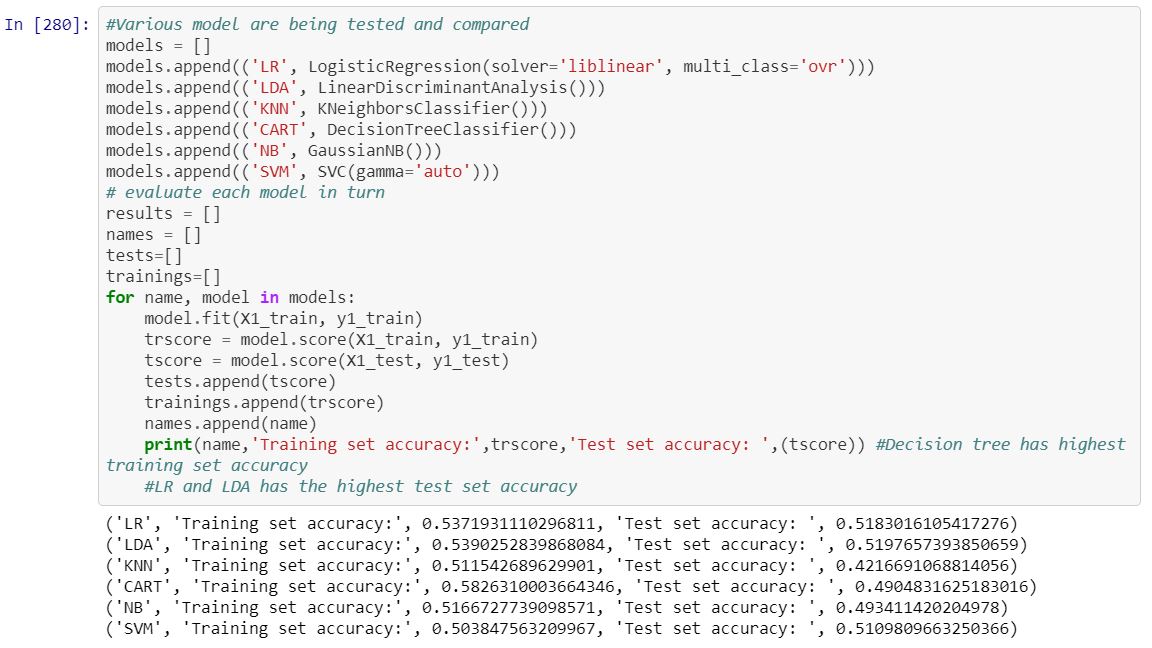 In [280]: #Various model are being tested and compared
models = []
models.append(('LR', LogisticRegression(solver='liblinear', multi_class='ovr')))
models.append(('LDA', LinearDiscriminantAnalysis()))
models.append(('KNN', KNeighborsClassifier()))
models.append(('CART', DecisionTreeClassifier()))
models.append(('NB', GaussianNB()))
models.append(('SVM', SVC(gamma='auto')))
# evaluate each model in turn
results = []
names = []
tests=[]
trainings=[]
for name, model in models:
    model.fit(X1_train, y1_train)
    trscore = model.score(X1_train, y1_train)
    tscore = model.score(X1_test, y1_test)
    tests.append(tscore)
    trainings.append(trscore)
    names.append(name)
    print(name,'Training set accuracy:',trscore,'Test set accuracy: ',(tscore)) #Decision tree has highest
training set accuracy
    #LR and LDA has the highest test set accuracy
('LR', 'Training set accuracy:', 0.5371931110296811, 'Test set accuracy: ', 0.5183016105417276)
('LDA', 'Training set accuracy:', 0.5390252839868084, 'Test set accuracy: ', 0.5197657393850659)
('KNN', 'Training set accuracy:', 0.511542689629901, 'Test set accuracy: ', 0.4216691068814056)
('CART', 'Training set accuracy:', 0.5826310003664346, 'Test set accuracy: ', 0.4904831625183016)
('NB', 'Training set accuracy:', 0.5166727739098571, 'Test set accuracy: ', 0.493411420204978)
('SVM', 'Training set accuracy:', 0.503847563209967, 'Test set accuracy: ', 0.5109809663250366)